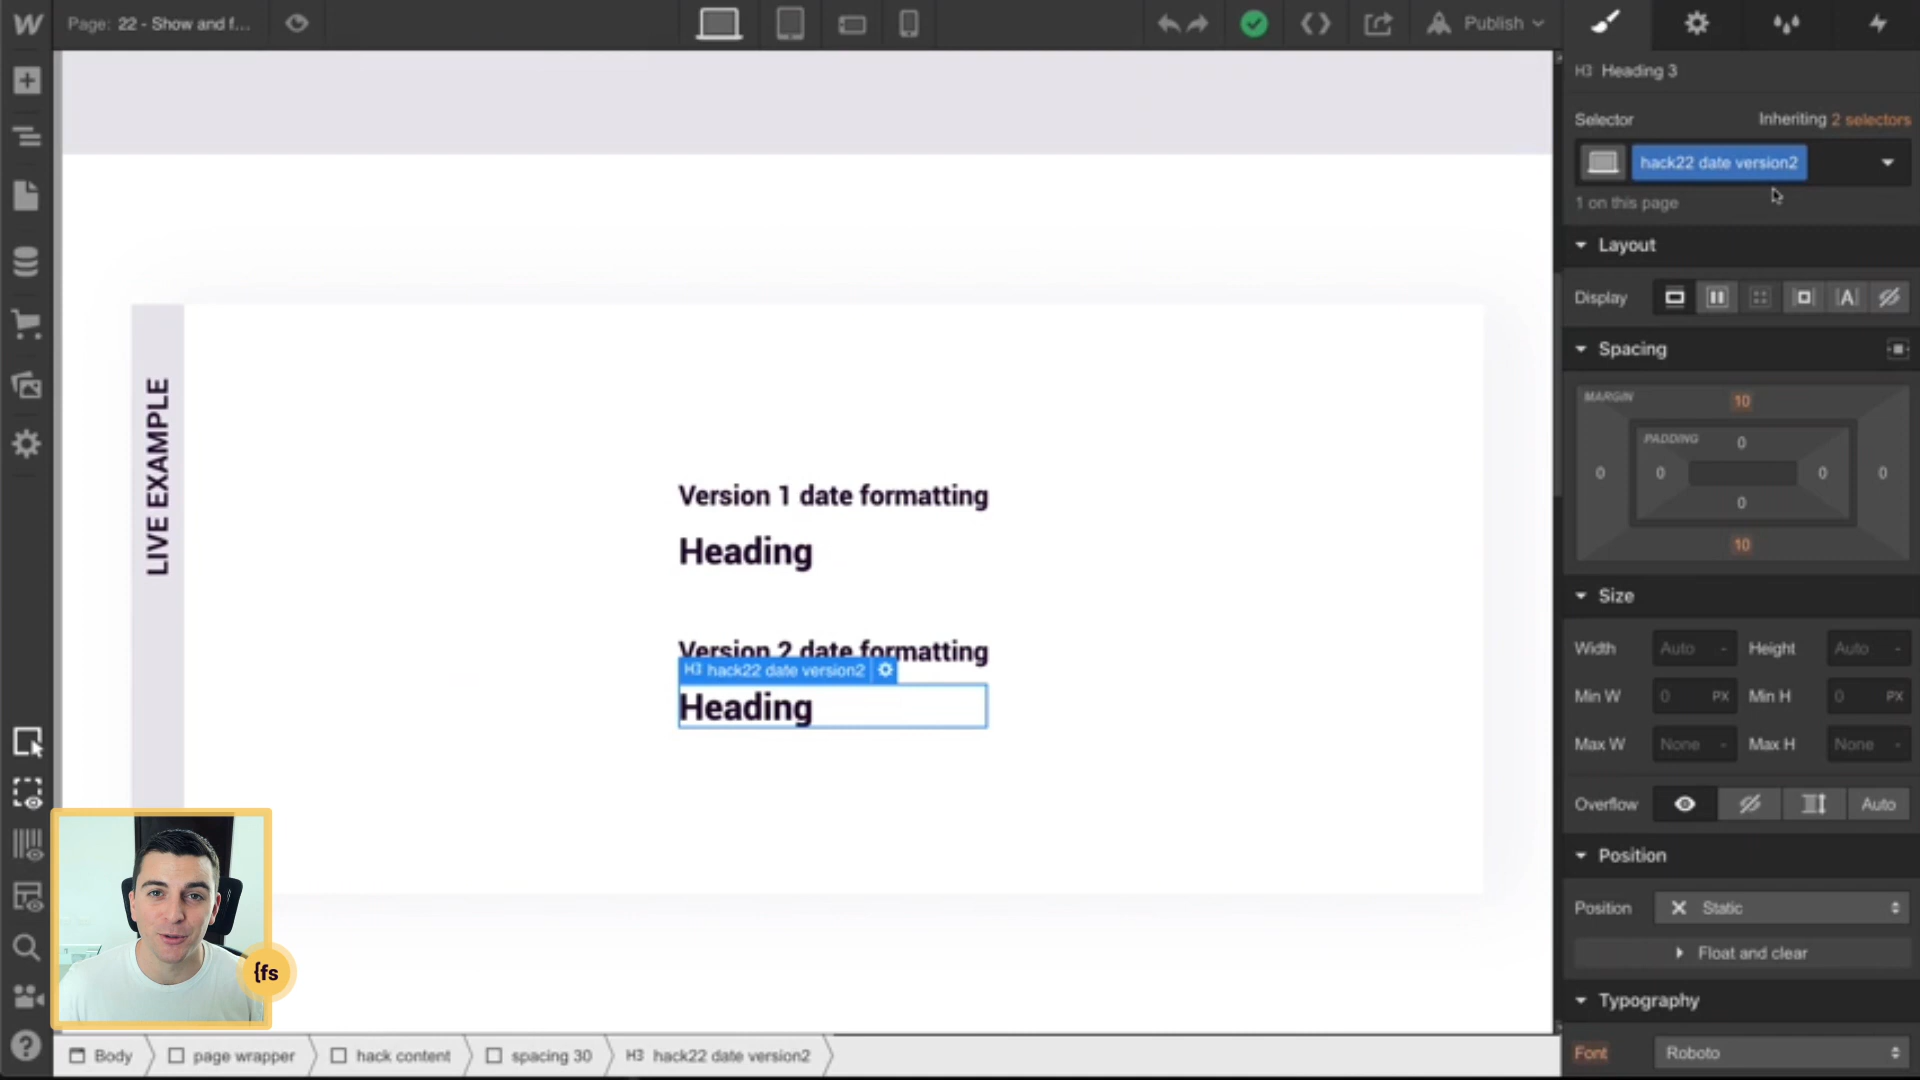 Page: 22 - Show and f...
Publish
H3 Heading 3
Selector
Inheriting 2 selectors
hack22 date version2
1 on this page
Layout
Display
Spacing
MARGIN
10
PADDING
0
0
0
0
0
0
10
Size
Width
Auto
-
Height
Auto
-
Min W
0
PX
Min H
0
PX
Max W
None
-
Max H
None
-
Overflow
Auto
Position
Position
Static
Float and clear
Typography
Font
Roboto
LIVE EXAMPLE
Version 1 date formatting
Heading
Version 2 date formatting
H3 hack22 date version2
Heading
{fs
Body
page wrapper
hack content
spacing 30
H3 hack22 date version2